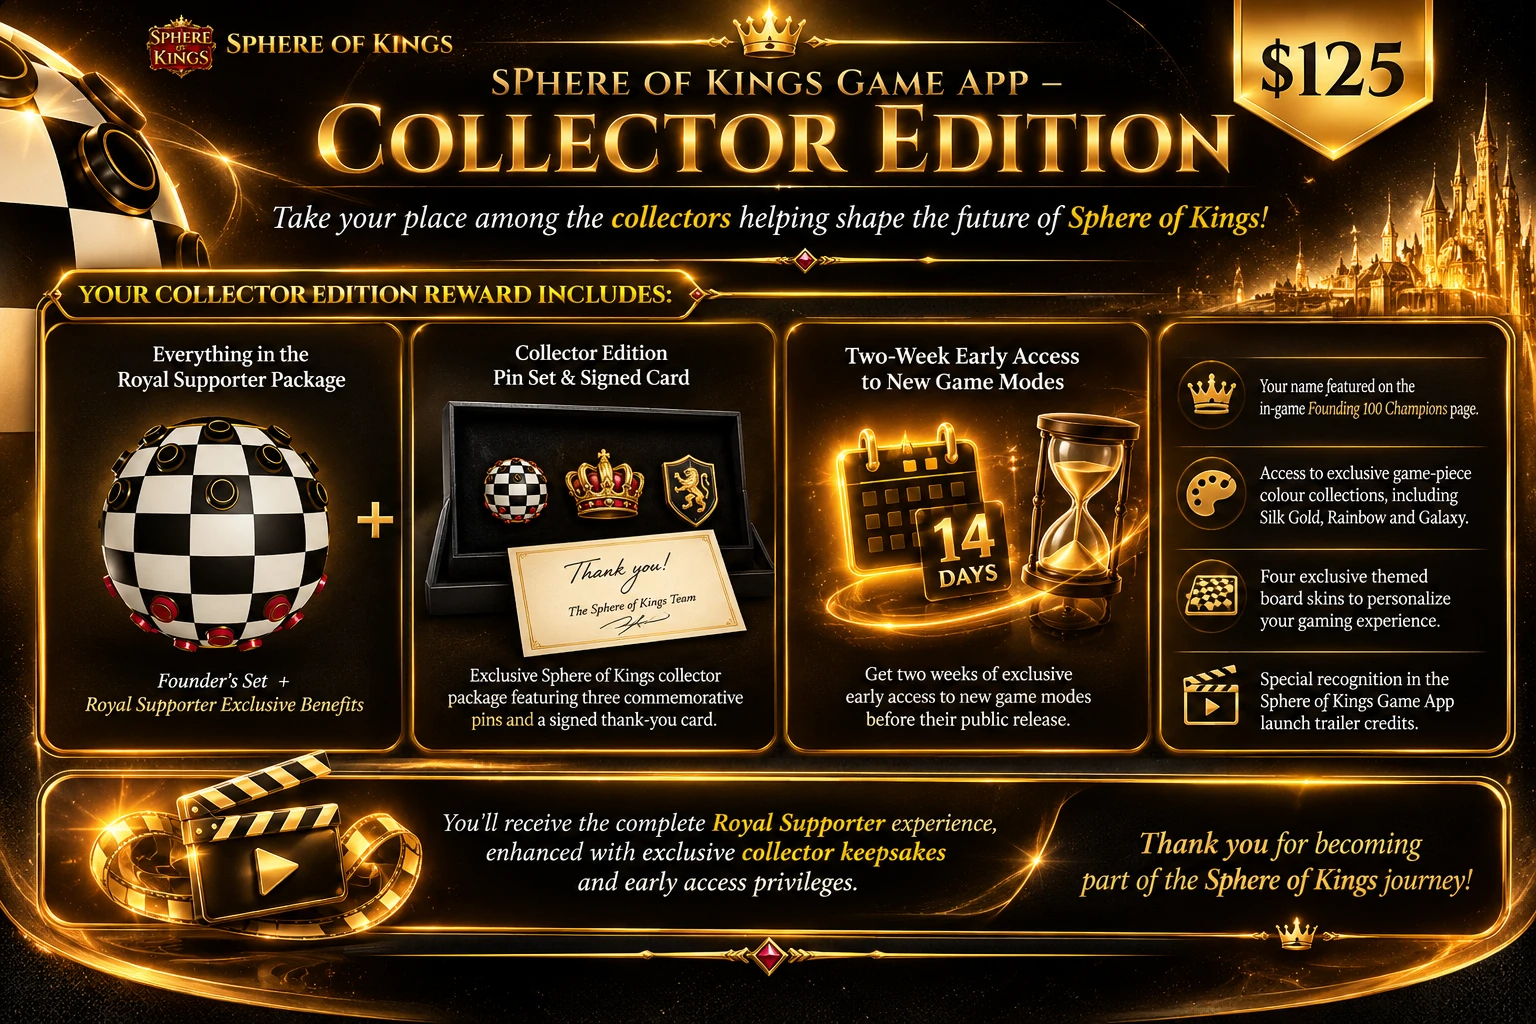 SPHERE
OF
KINGS
SPHERE OF KINGS
SPHERE OF KINGS GAME APP –
COLLECTOR EDITION
$125
Take your place among the collectors helping shape the future of Sphere of Kings!
YOUR COLLECTOR EDITION REWARD INCLUDES:
Everything in the
Royal Supporter Package
+
Founder's Set +
Royal Supporter Exclusive Benefits
Collector Edition
Pin Set & Signed Card
Thank you!
The Sphere of Kings Team
Exclusive Sphere of Kings collector
package featuring three commemorative
pins and a signed thank-you card.
Two-Week Early Access
to New Game Modes
14
DAYS
Get two weeks of exclusive
early access to new game modes
before their public release.
Your name featured on the
in-game Founding 100 Champions page.
Access to exclusive game-piece
colour collections, including
Silk Gold, Rainbow and Galaxy.
Four exclusive themed
board skins to personalize
your gaming experience.
Special recognition in the
Sphere of Kings Game App
launch trailer credits.
You'll receive the complete Royal Supporter experience,
enhanced with exclusive collector keepsakes
and early access privileges.
Thank you for becoming
part of the Sphere of Kings journey!